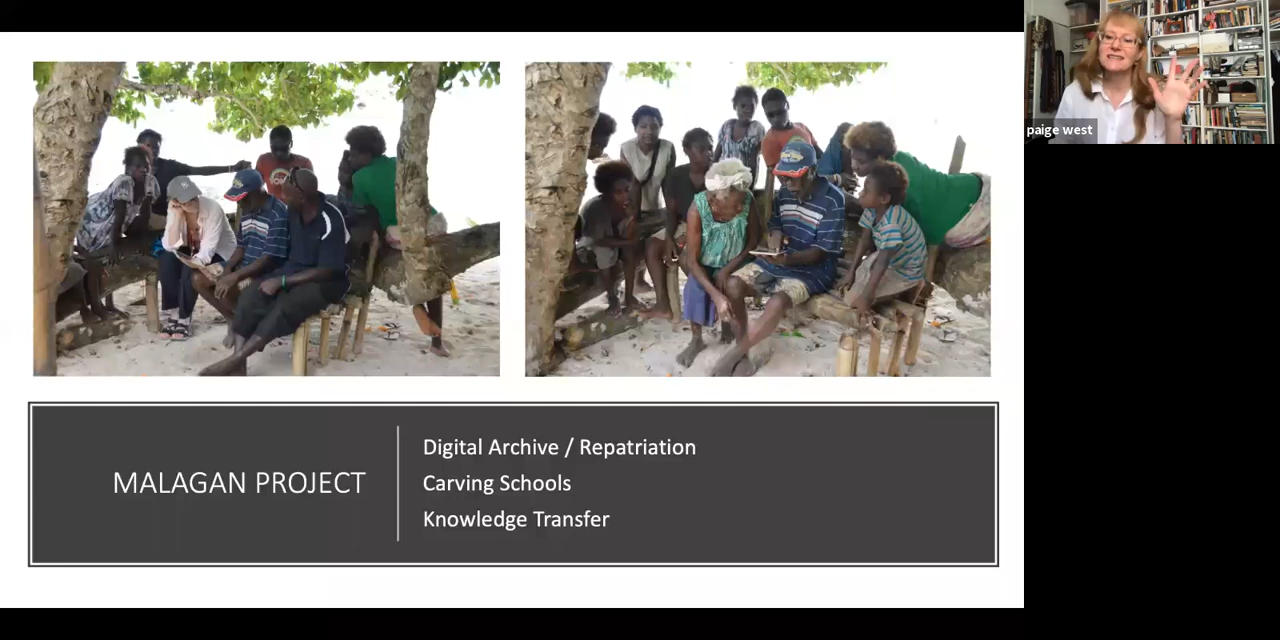 paige west
MALAGAN PROJECT
Digital Archive / Repatriation
Carving Schools
Knowledge Transfer